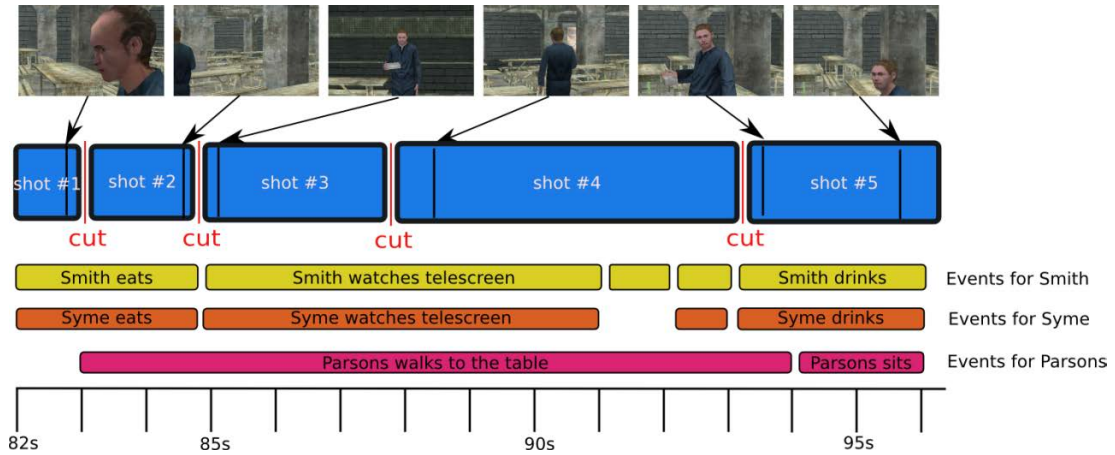 shot #1
shot #2
shot #3
shot #4
shot #5
cut
cut
cut
cut
Smith eats
Smith watches telescreen
Smith drinks
Events for Smith
Syme eats
Syme watches telescreen
Syme drinks
Events for Syme
Parsons walks to the table
Parsons sits
Events for Parsons
82s
85s
90s
95s